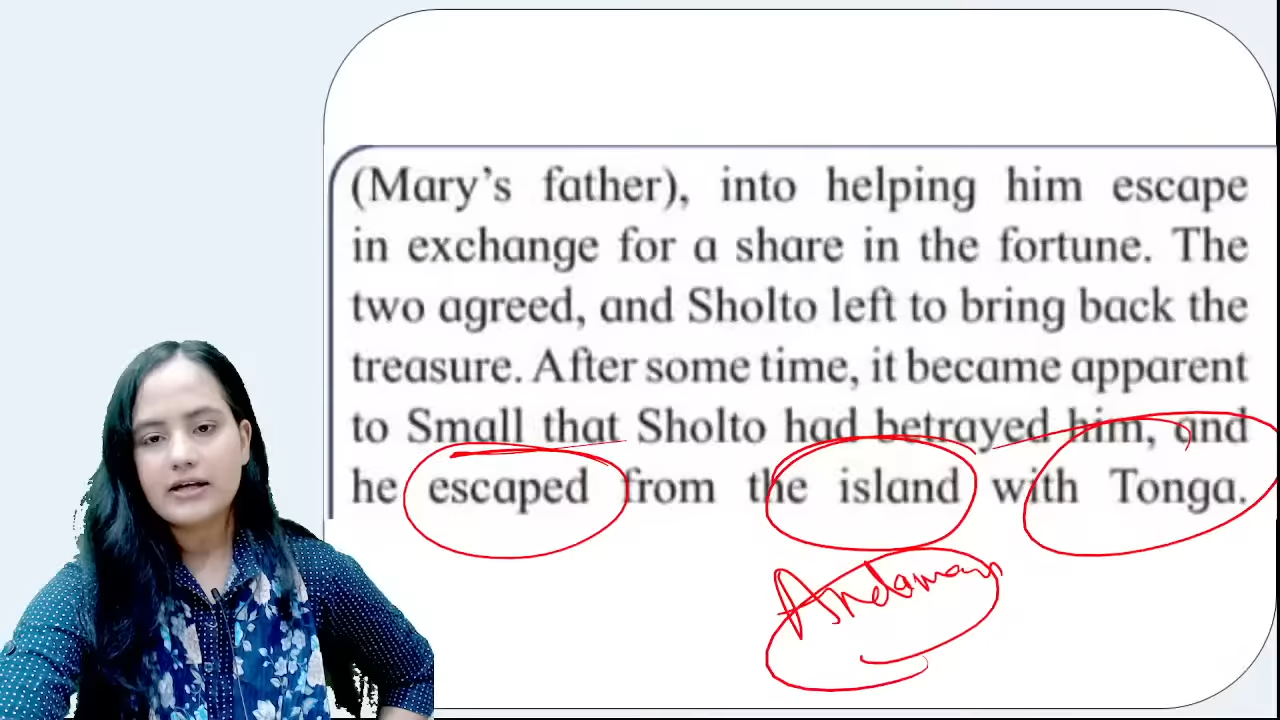 (Mary's father), into helping him escape
in exchange for a share in the fortune. The
two agreed, and Sholto left to bring back the
treasure. After some time, it became apparent
to Small that Sholto had betrayed him, and
he escaped from the island with Tonga.
Andaman